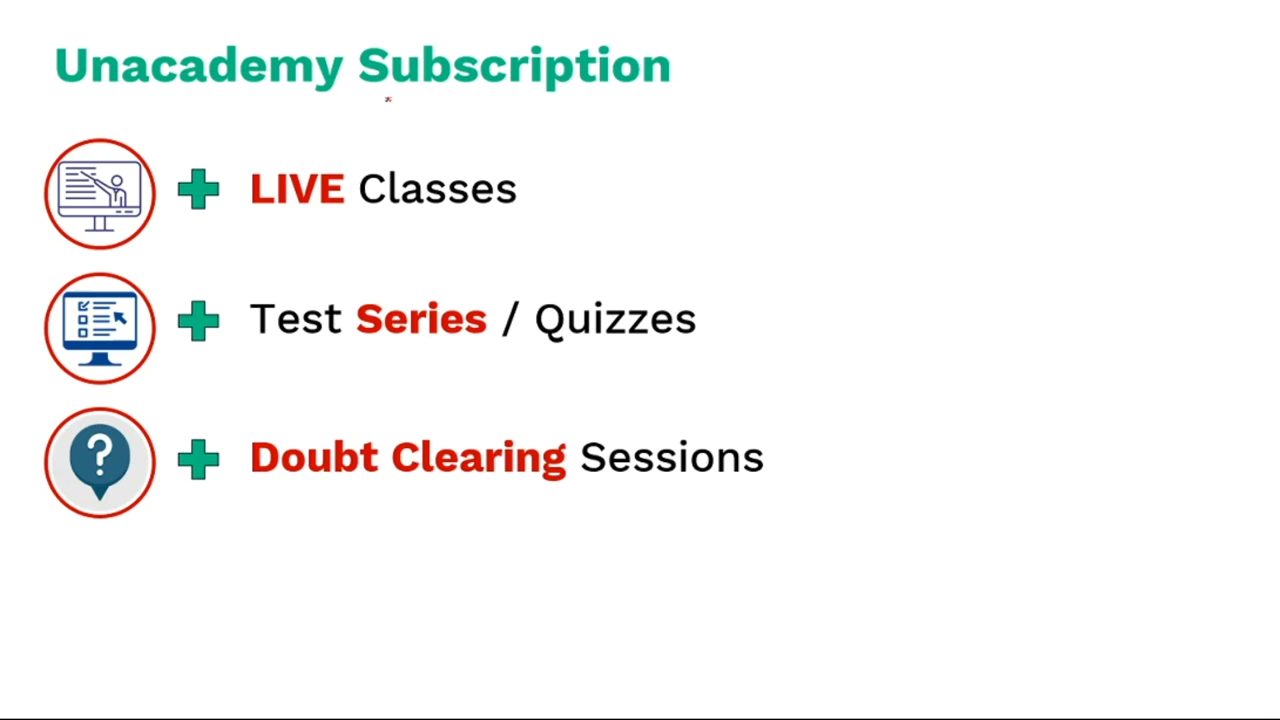 Unacademy Subscription
LIVE Classes
Test Series / Quizzes
?
Doubt Clearing Sessions